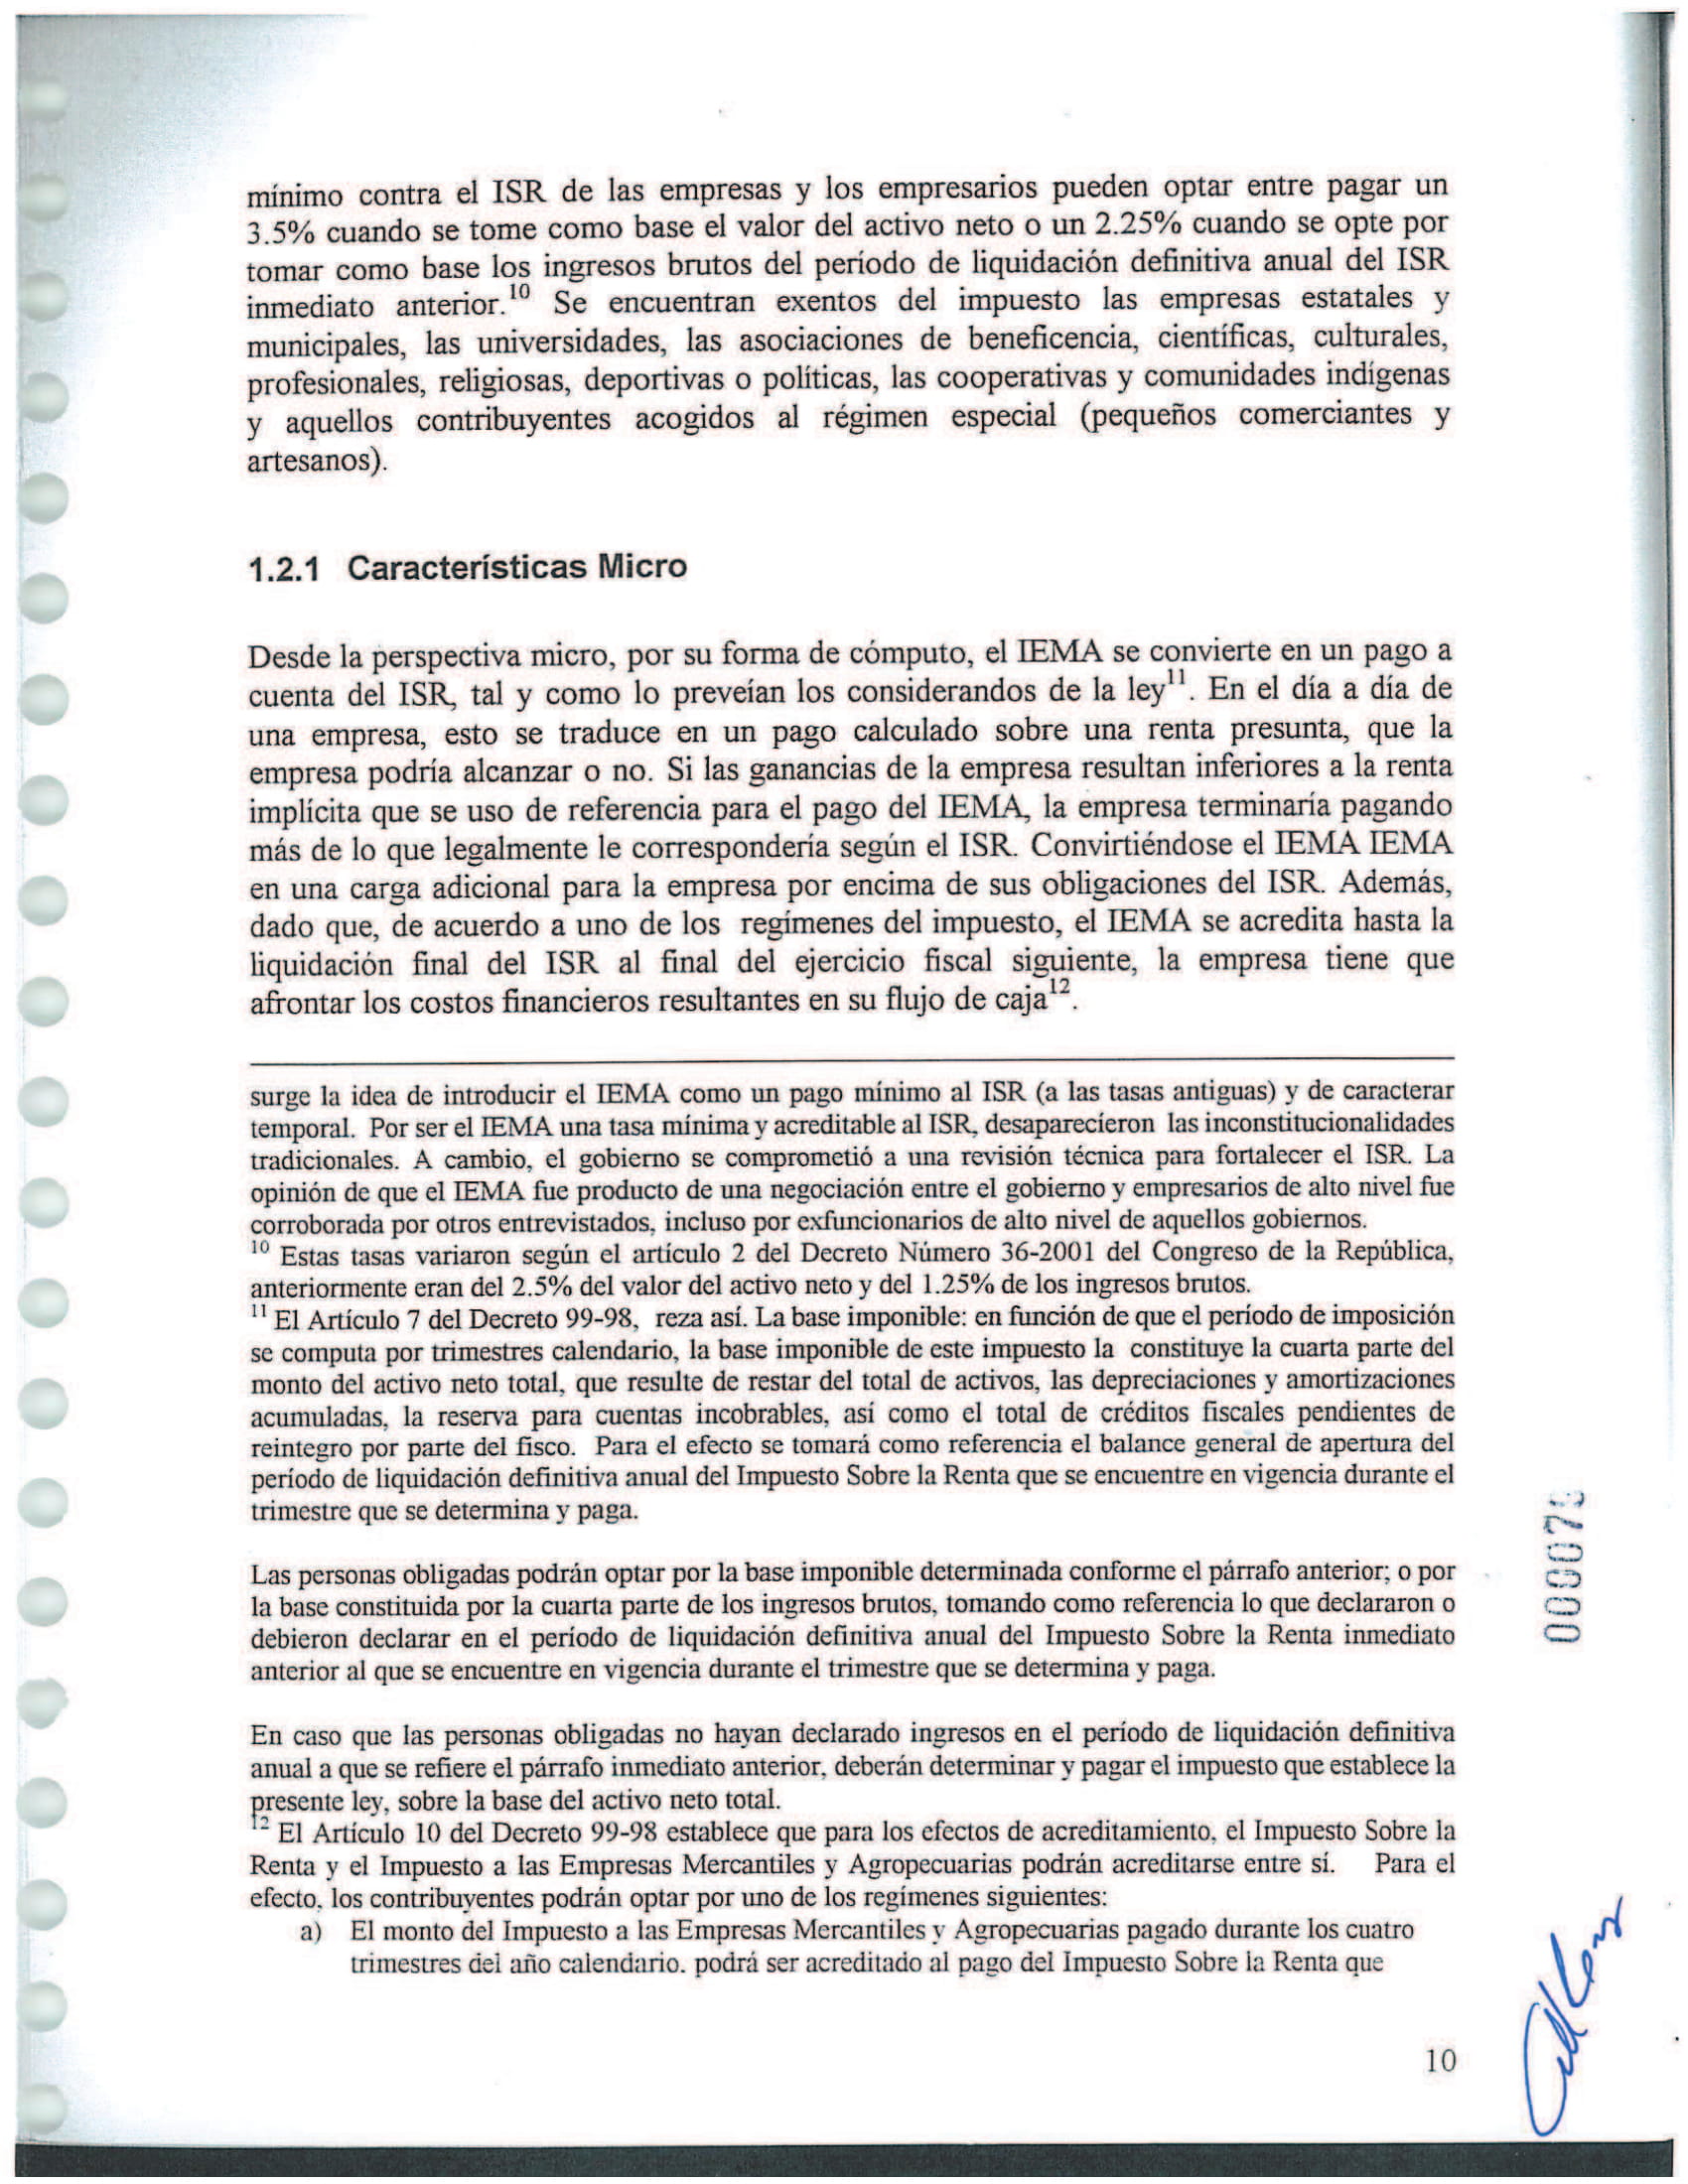 mínimo contra el ISR de las empresas y los empresarios pueden optar entre pagar un
3.5% cuando se tome como base el valor del activo neto o un 2.25% cuando se opte por
tomar como base los ingresos brutos del período de liquidación definitiva anual del ISR
inmediato anterior.10 Se encuentran exentos del impuesto las empresas estatales y
municipales, las universidades, las asociaciones de beneficencia, científicas, culturales,
profesionales, religiosas, deportivas o políticas, las cooperativas y comunidades indígenas
y aquellos contribuyentes acogidos al régimen especial (pequeños comerciantes y
artesanos).
1.2.1 Características Micro
Desde la perspectiva micro, por su forma de cómputo, el IEMA se convierte en un pago a
cuenta del ISR, tal y como lo preveían los considerandos de la ley11. En el día a día de
una empresa, esto se traduce en un pago calculado sobre una renta presunta, que la
empresa podría alcanzar o no. Si las ganancias de la empresa resultan inferiores a la renta
implícita que se uso de referencia para el pago del IEMA, la empresa terminaría pagando
más de lo que legalmente le correspondería según el ISR. Convirtiéndose el IEMA IEMA
en una carga adicional para la empresa por encima de sus obligaciones del ISR. Además,
dado que, de acuerdo a uno de los regímenes del impuesto, el IEMA se acredita hasta la
liquidación final del ISR al final del ejercicio fiscal siguiente, la empresa tiene que
afrontar los costos financieros resultantes en su flujo de caja12.
surge la idea de introducir el IEMA como un pago mínimo al ISR (a las tasas antiguas) y de caracterar
temporal. Por ser el IEMA una tasa mínima y acreditable al ISR, desaparecieron las inconstitucionalidades
tradicionales. A cambio, el gobierno se comprometió a una revisión técnica para fortalecer el ISR. La
opinión de que el IEMA fue producto de una negociación entre el gobierno y empresarios de alto nivel fue
corroborada por otros entrevistados, incluso por exfuncionarios de alto nivel de aquellos gobiernos.
10 Estas tasas variaron según el artículo 2 del Decreto Número 36-2001 del Congreso de la República,
anteriormente eran del 2.5% del valor del activo neto y del 1.25% de los ingresos brutos.
11 El Artículo 7 del Decreto 99-98, reza así. La base imponible: en función de que el período de imposición
se computa por trimestres calendario, la base imponible de este impuesto la constituye la cuarta parte del
monto del activo neto total, que resulte de restar del total de activos, las depreciaciones y amortizaciones
acumuladas, la reserva para cuentas incobrables, así como el total de créditos fiscales pendientes de
reintegro por parte del fisco. Para el efecto se tomará como referencia el balance general de apertura del
período de liquidación definitiva anual del Impuesto Sobre la Renta que se encuentre en vigencia durante el
trimestre que se determina y paga.
Las personas obligadas podrán optar por la base imponible determinada conforme el párrafo anterior; o por
la base constituida por la cuarta parte de los ingresos brutos, tomando como referencia lo que declararon o
debieron declarar en el período de liquidación definitiva anual del Impuesto Sobre la Renta inmediato
anterior al que se encuentre en vigencia durante el trimestre que se determina y paga.
En caso que las personas obligadas no hayan declarado ingresos en el período de liquidación definitiva
anual a que se refiere el párrafo inmediato anterior, deberán determinar y pagar el impuesto que establece la
presente ley, sobre la base del activo neto total.
12 El Artículo 10 del Decreto 99-98 establece que para los efectos de acreditamiento, el Impuesto Sobre la
Renta y el Impuesto a las Empresas Mercantiles y Agropecuarias podrán acreditarse entre sí. Para el
efecto, los contribuyentes podrán optar por uno de los regímenes siguientes:
a) El monto del Impuesto a las Empresas Mercantiles y Agropecuarias pagado durante los cuatro
trimestres del año calendario, podrá ser acreditado al pago del Impuesto Sobre la Renta que
10